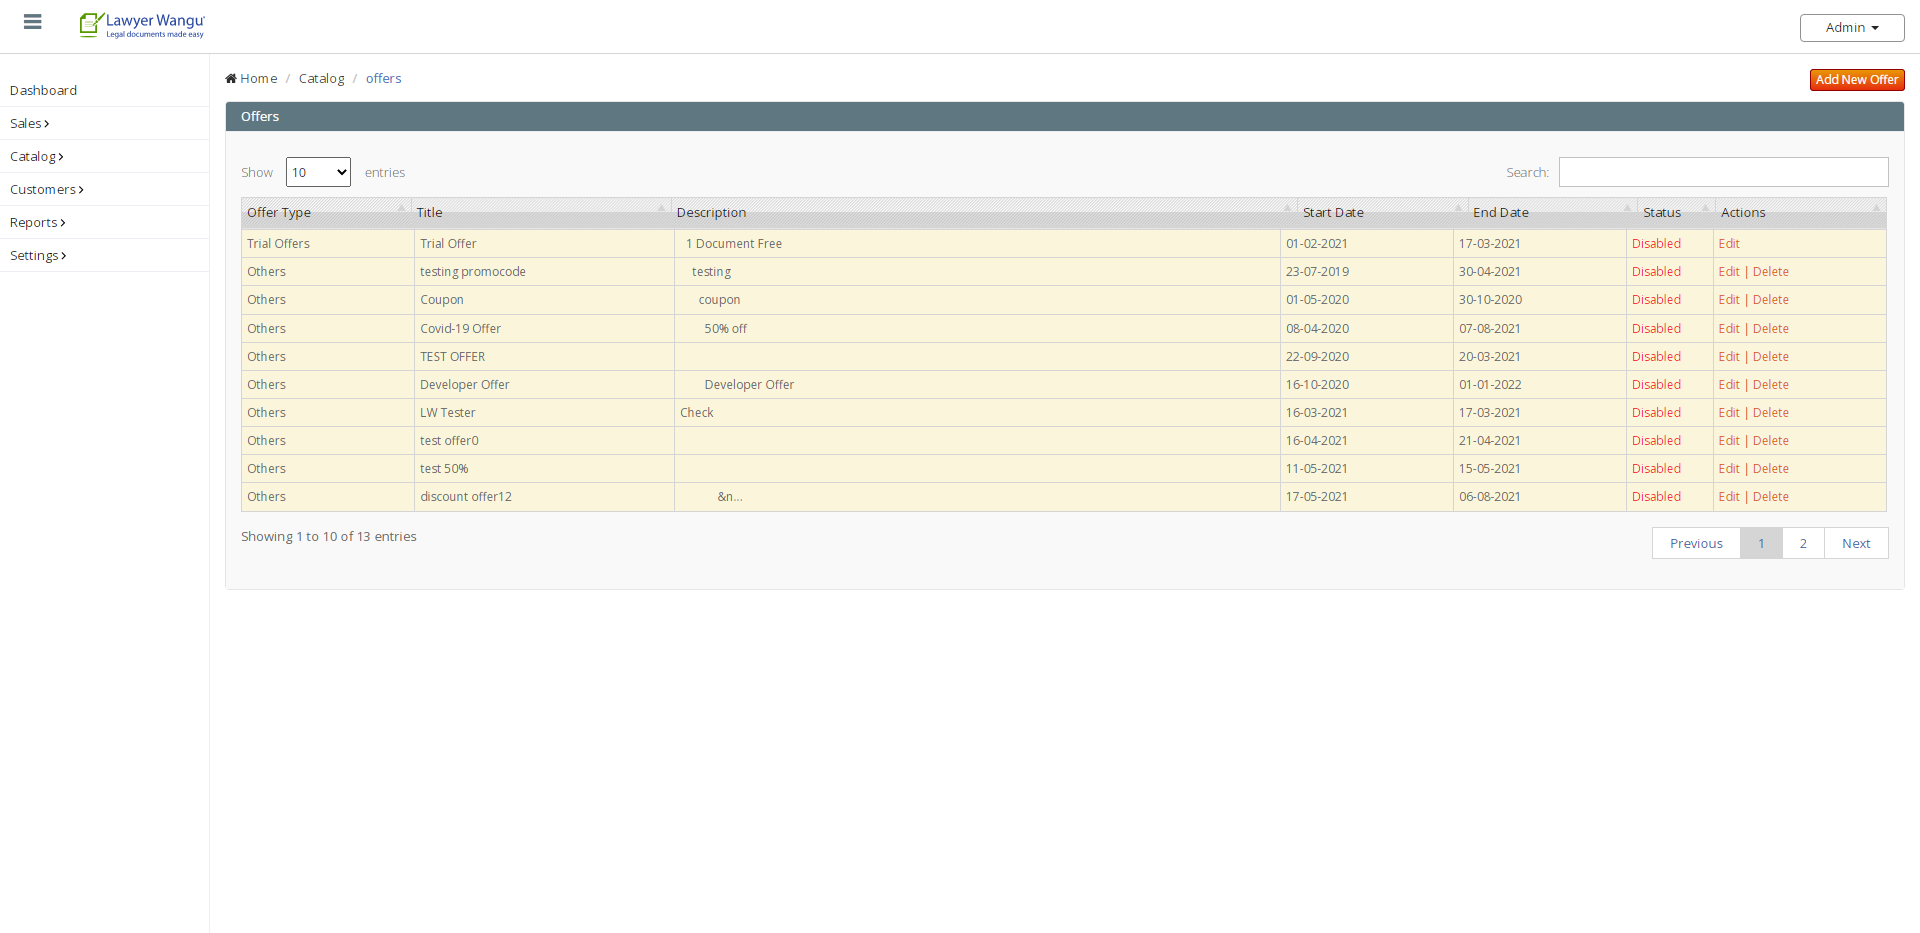 Lawyer Wangu
Legal documents made easy
Admin
Dashboard
Sales
Catalog
Customers
Reports
Settings
Home / Catalog / offers
Add New Offer
Offers
Show 10 entries
Search:
Offer Type Title Description Start Date End Date Status Actions
Trial Offers Trial Offer 1 Document Free 01-02-2021 17-03-2021 Disabled Edit
Others testing promocode testing 23-07-2019 30-04-2021 Disabled Edit | Delete
Others Coupon coupon 01-05-2020 30-10-2020 Disabled Edit | Delete
Others Covid-19 Offer 50% off 08-04-2020 07-08-2021 Disabled Edit | Delete
Others TEST OFFER 22-09-2020 20-03-2021 Disabled Edit | Delete
Others Developer Offer Developer Offer 16-10-2020 01-01-2022 Disabled Edit | Delete
Others LW Tester Check 16-03-2021 17-03-2021 Disabled Edit | Delete
Others test offer0 16-04-2021 21-04-2021 Disabled Edit | Delete
Others test 50% 11-05-2021 15-05-2021 Disabled Edit | Delete
Others discount offer12 &n... 17-05-2021 06-08-2021 Disabled Edit | Delete
Showing 1 to 10 of 13 entries
Previous 1 2 Next